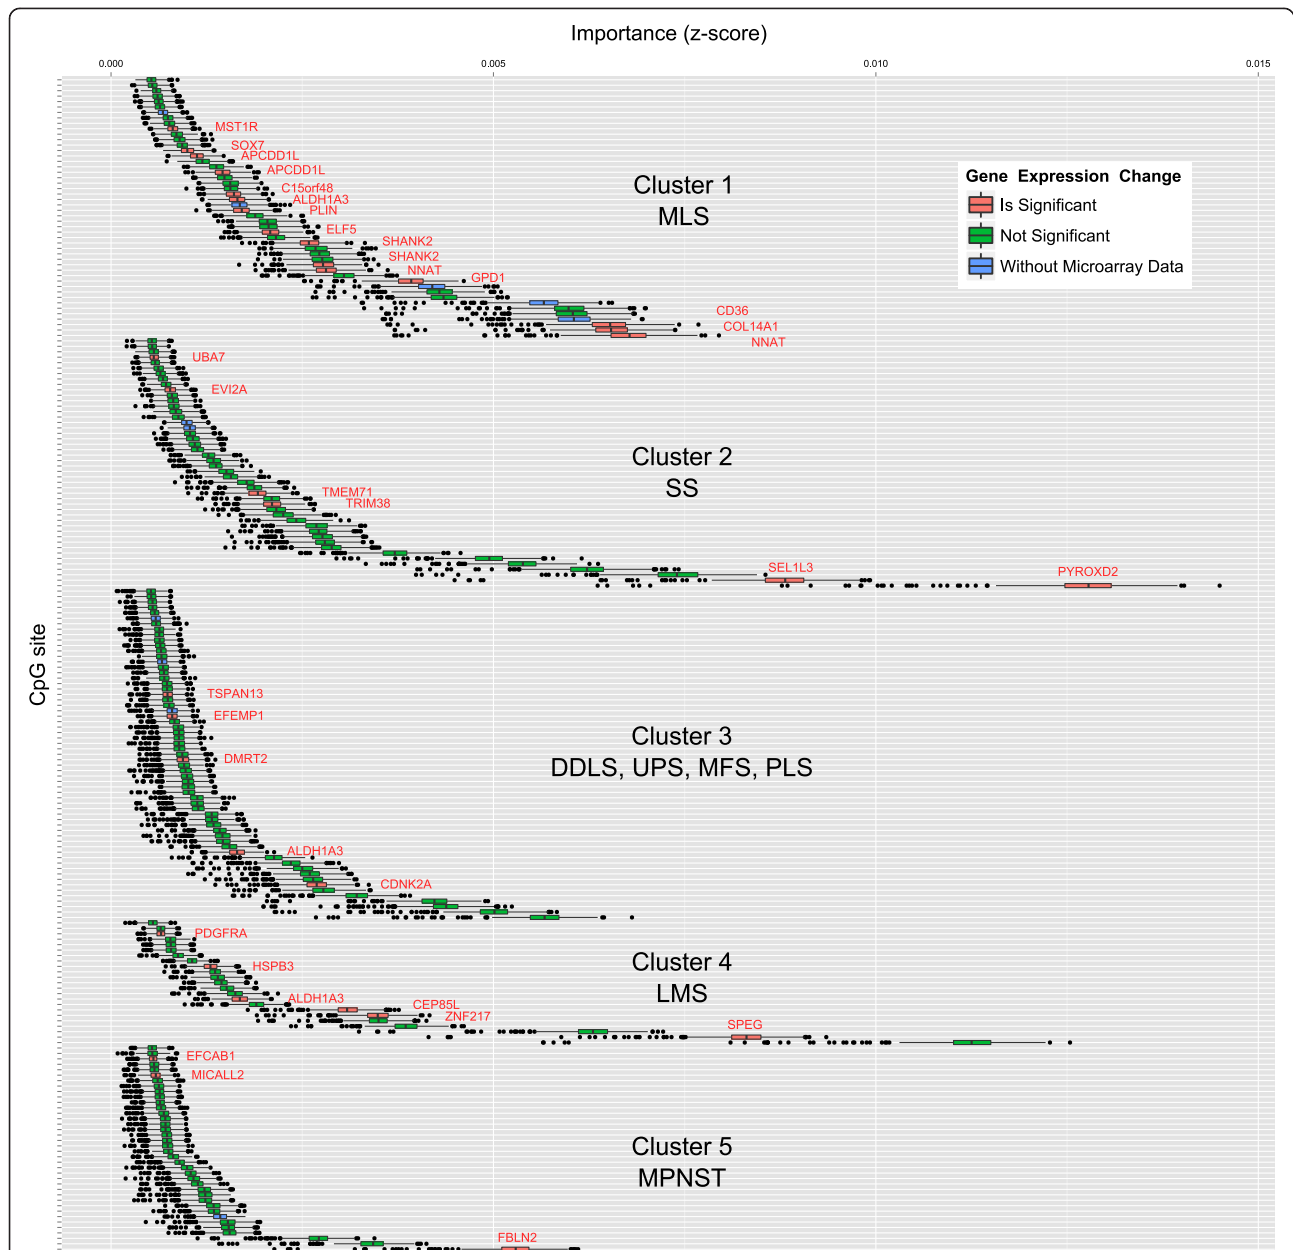 Importance (z-score)
0.000 0.005 0.010 0.015
MST1R
SOX7
APCDD1L
APCDD1L
C15orf48
ALDH1A3
PLIN
ELF5
SHANK2
SHANK2
NNAT
GPD1
CD36
COL14A1
NNAT
Cluster 1
MLS
Gene Expression Change
Is Significant
Not Significant
Without Microarray Data
UBA7
EVI2A
TMEM71
TRIM38
SEL1L3
PYROXD2
Cluster 2
SS
CpG site
TSPAN13
EFEMP1
DMRT2
ALDH1A3
CDNK2A
Cluster 3
DDLS, UPS, MFS, PLS
PDGFRA
HSPB3
ALDH1A3
CEP85L
ZNF217
SPEG
Cluster 4
LMS
EFCAB1
MICALL2
Cluster 5
MPNST
FBLN2